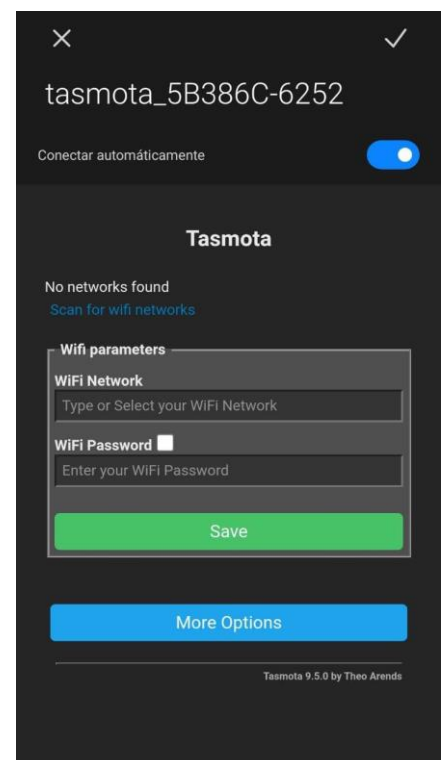 tasmota_5B386C-6252
Conectar automáticamente
Tasmota
No networks found
Scan for wifi networks
Wifi parameters
WiFi Network
Type or Select your WiFi Network
WiFi Password
Enter your WiFi Password
Save
More Options
Tasmota 9.5.0 by Theo Arends